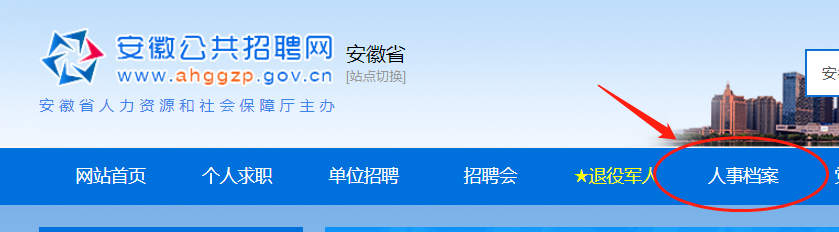 安徽公共招聘网
www.ahggzp.gov.cn
安徽省人力资源和社会保障厅主办
安徽省
[站点切换]
网站首页 个人求职 单位招聘 招聘会 ★退役军人 人事档案